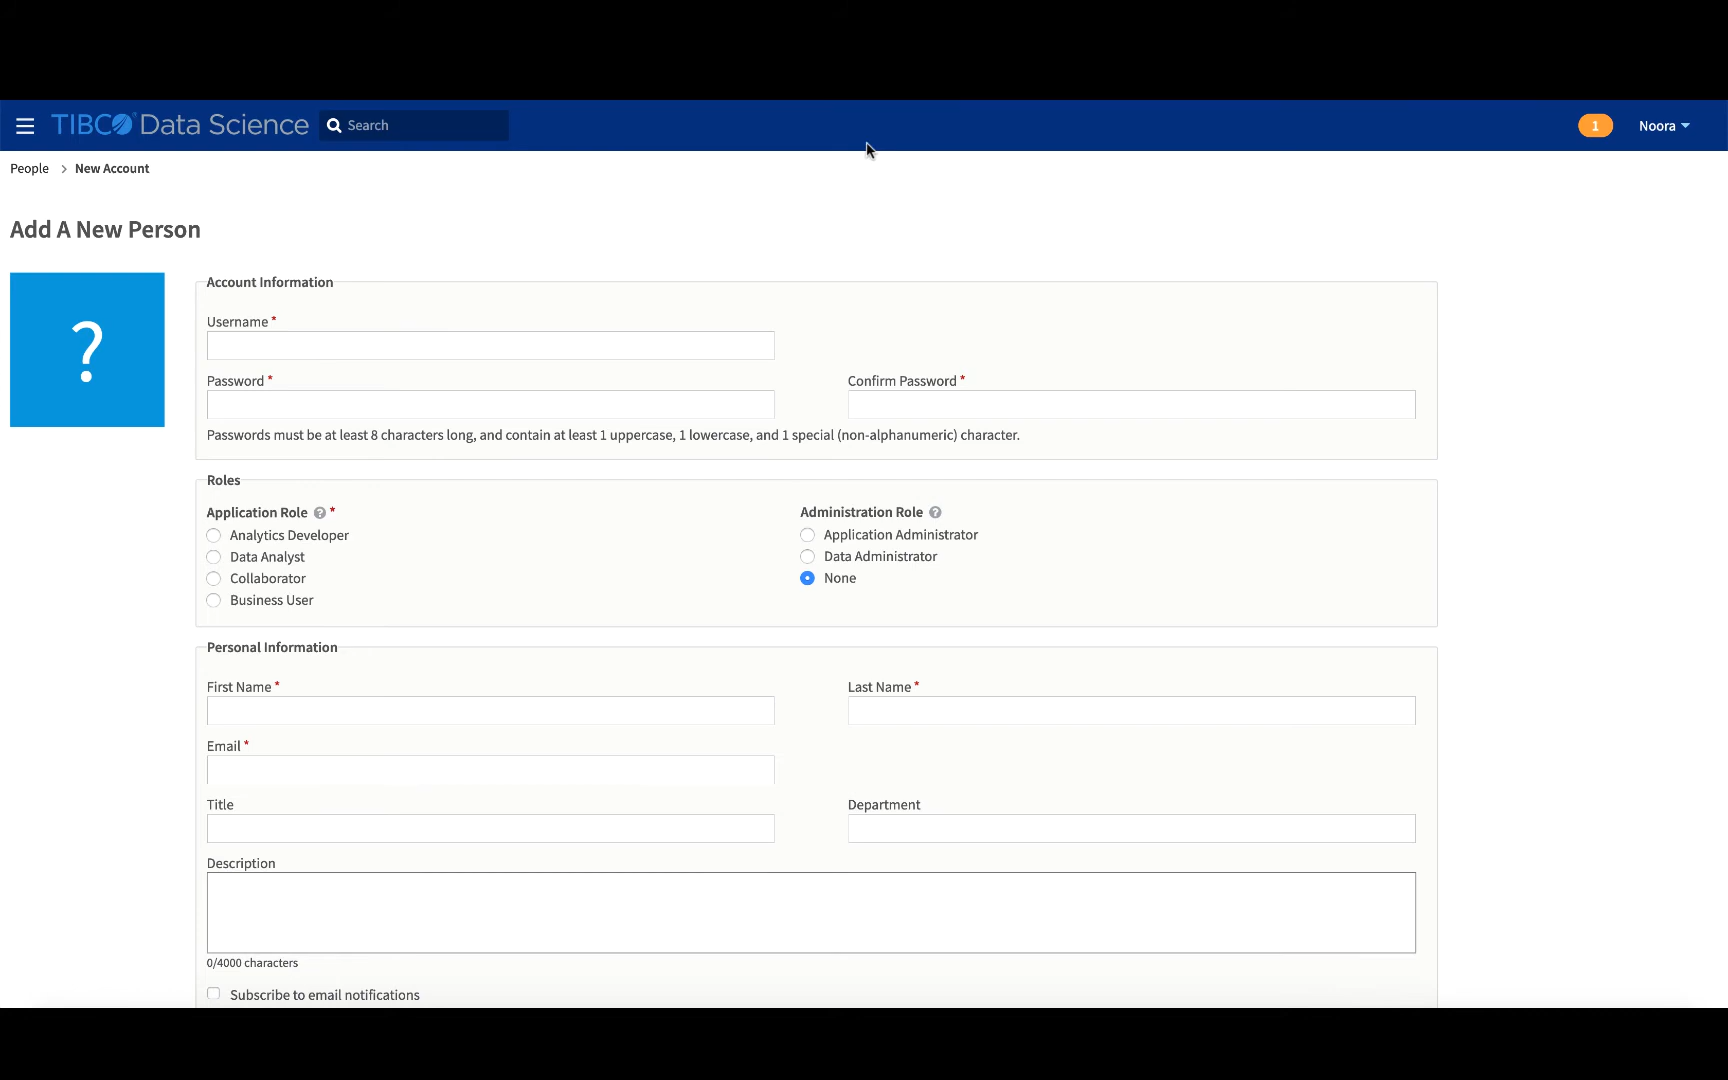 TIBCO Data Science
Search
1
Noora
People > New Account
Add A New Person
?
Account Information
Username *
Password *
Confirm Password *
Passwords must be at least 8 characters long, and contain at least 1 uppercase, 1 lowercase, and 1 special (non-alphanumeric) character.
Roles
Application Role ? *
Analytics Developer
Data Analyst
Collaborator
Business User
Administration Role ?
Application Administrator
Data Administrator
None
Personal Information
First Name *
Last Name *
Email *
Title
Department
Description
0/4000 characters
Subscribe to email notifications